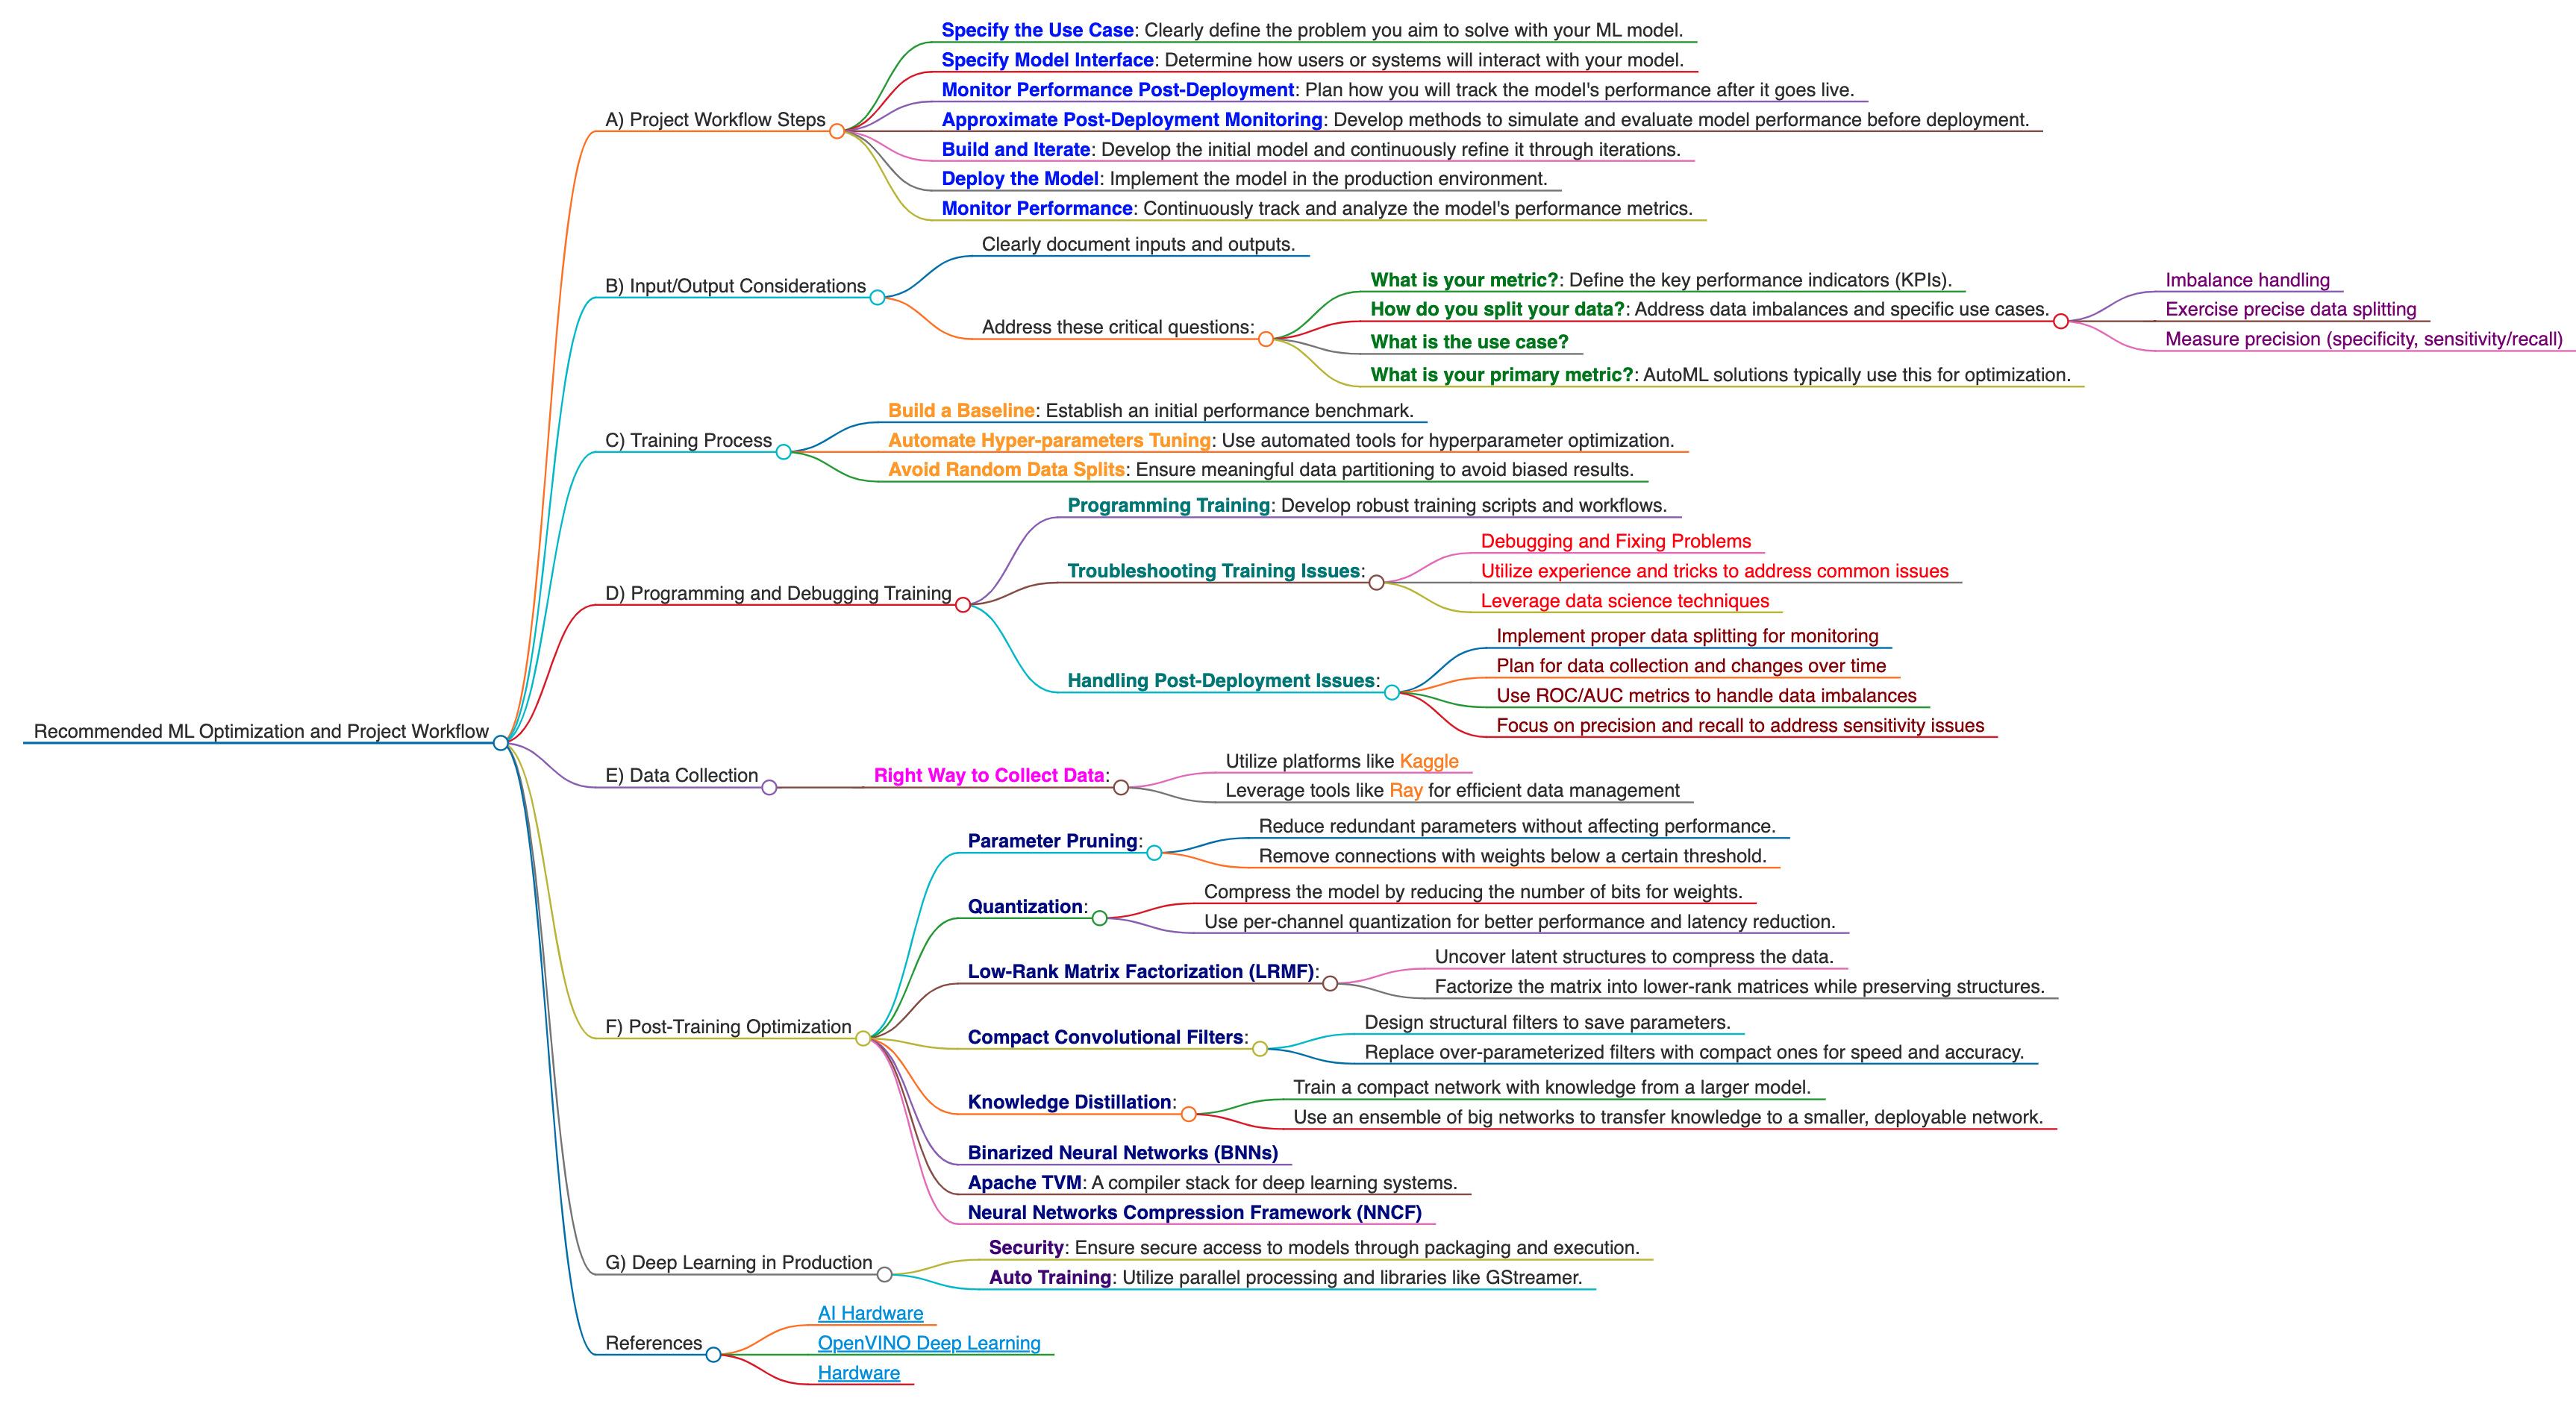 Recommended ML Optimization and Project Workflow
A) Project Workflow Steps
Specify the Use Case: Clearly define the problem you aim to solve with your ML model.
Specify Model Interface: Determine how users or systems will interact with your model.
Monitor Performance Post-Deployment: Plan how you will track the model's performance after it goes live.
Approximate Post-Deployment Monitoring: Develop methods to simulate and evaluate model performance before deployment.
Build and Iterate: Develop the initial model and continuously refine it through iterations.
Deploy the Model: Implement the model in the production environment.
Monitor Performance: Continuously track and analyze the model's performance metrics.
B) Input/Output Considerations
Clearly document inputs and outputs.
Address these critical questions:
What is your metric?: Define the key performance indicators (KPIs).
How do you split your data?: Address data imbalances and specific use cases.
Imbalance handling
Exercise precise data splitting
Measure precision (specificity, sensitivity/recall)
What is the use case?
What is your primary metric?: AutoML solutions typically use this for optimization.
C) Training Process
Build a Baseline: Establish an initial performance benchmark.
Automate Hyper-parameters Tuning: Use automated tools for hyperparameter optimization.
Avoid Random Data Splits: Ensure meaningful data partitioning to avoid biased results.
D) Programming and Debugging Training
Programming Training: Develop robust training scripts and workflows.
Troubleshooting Training Issues:
Debugging and Fixing Problems
Utilize experience and tricks to address common issues
Leverage data science techniques
Handling Post-Deployment Issues:
Implement proper data splitting for monitoring
Plan for data collection and changes over time
Use ROC/AUC metrics to handle data imbalances
Focus on precision and recall to address sensitivity issues
E) Data Collection
Right Way to Collect Data:
Utilize platforms like Kaggle
Leverage tools like Ray for efficient data management
F) Post-Training Optimization
Parameter Pruning:
Reduce redundant parameters without affecting performance.
Remove connections with weights below a certain threshold.
Quantization:
Compress the model by reducing the number of bits for weights.
Use per-channel quantization for better performance and latency reduction.
Low-Rank Matrix Factorization (LRMF):
Uncover latent structures to compress the data.
Factorize the matrix into lower-rank matrices while preserving structures.
Compact Convolutional Filters:
Design structural filters to save parameters.
Replace over-parameterized filters with compact ones for speed and accuracy.
Knowledge Distillation:
Train a compact network with knowledge from a larger model.
Use an ensemble of big networks to transfer knowledge to a smaller, deployable network.
Binarized Neural Networks (BNNs)
Apache TVM: A compiler stack for deep learning systems.
Neural Networks Compression Framework (NNCF)
G) Deep Learning in Production
Security: Ensure secure access to models through packaging and execution.
Auto Training: Utilize parallel processing and libraries like GStreamer.
References
AI Hardware
OpenVINO Deep Learning
Hardware